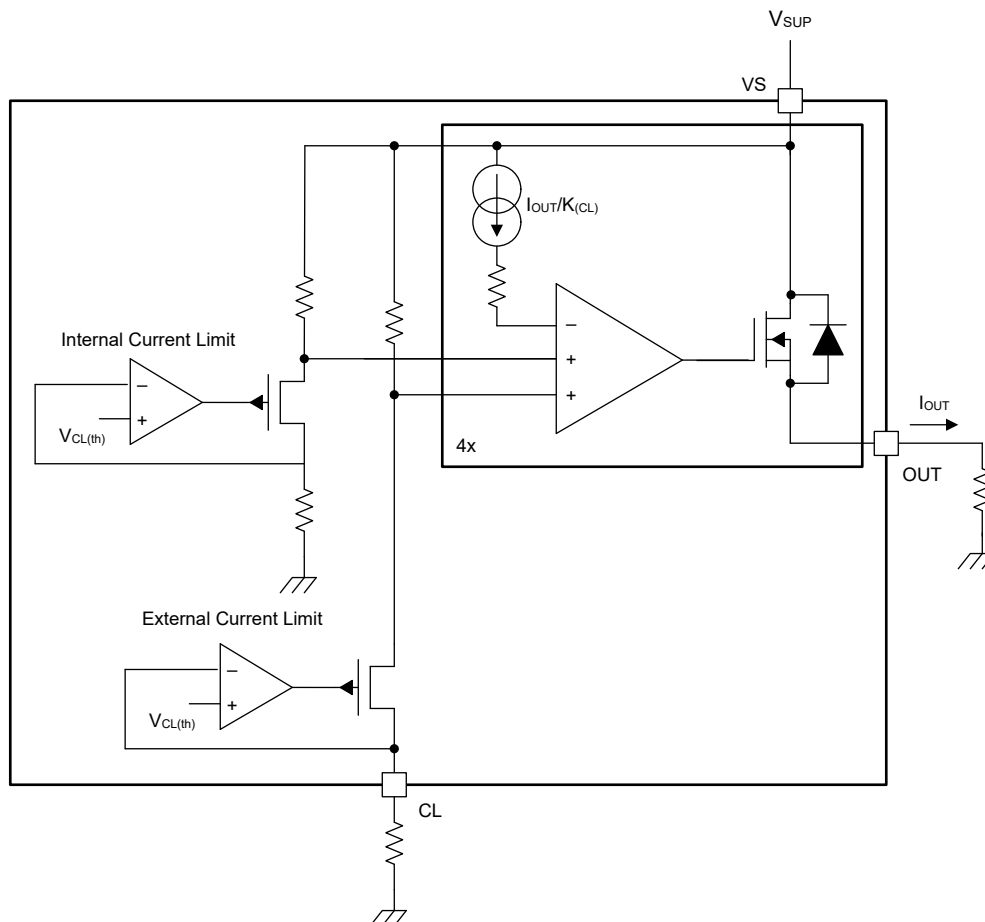 VSUP
VS
IOUT/K(CL)
Internal Current Limit
−
+
VCL(th)
−
+
+
4x
IOUT
OUT
External Current Limit
−
+
VCL(th)
CL